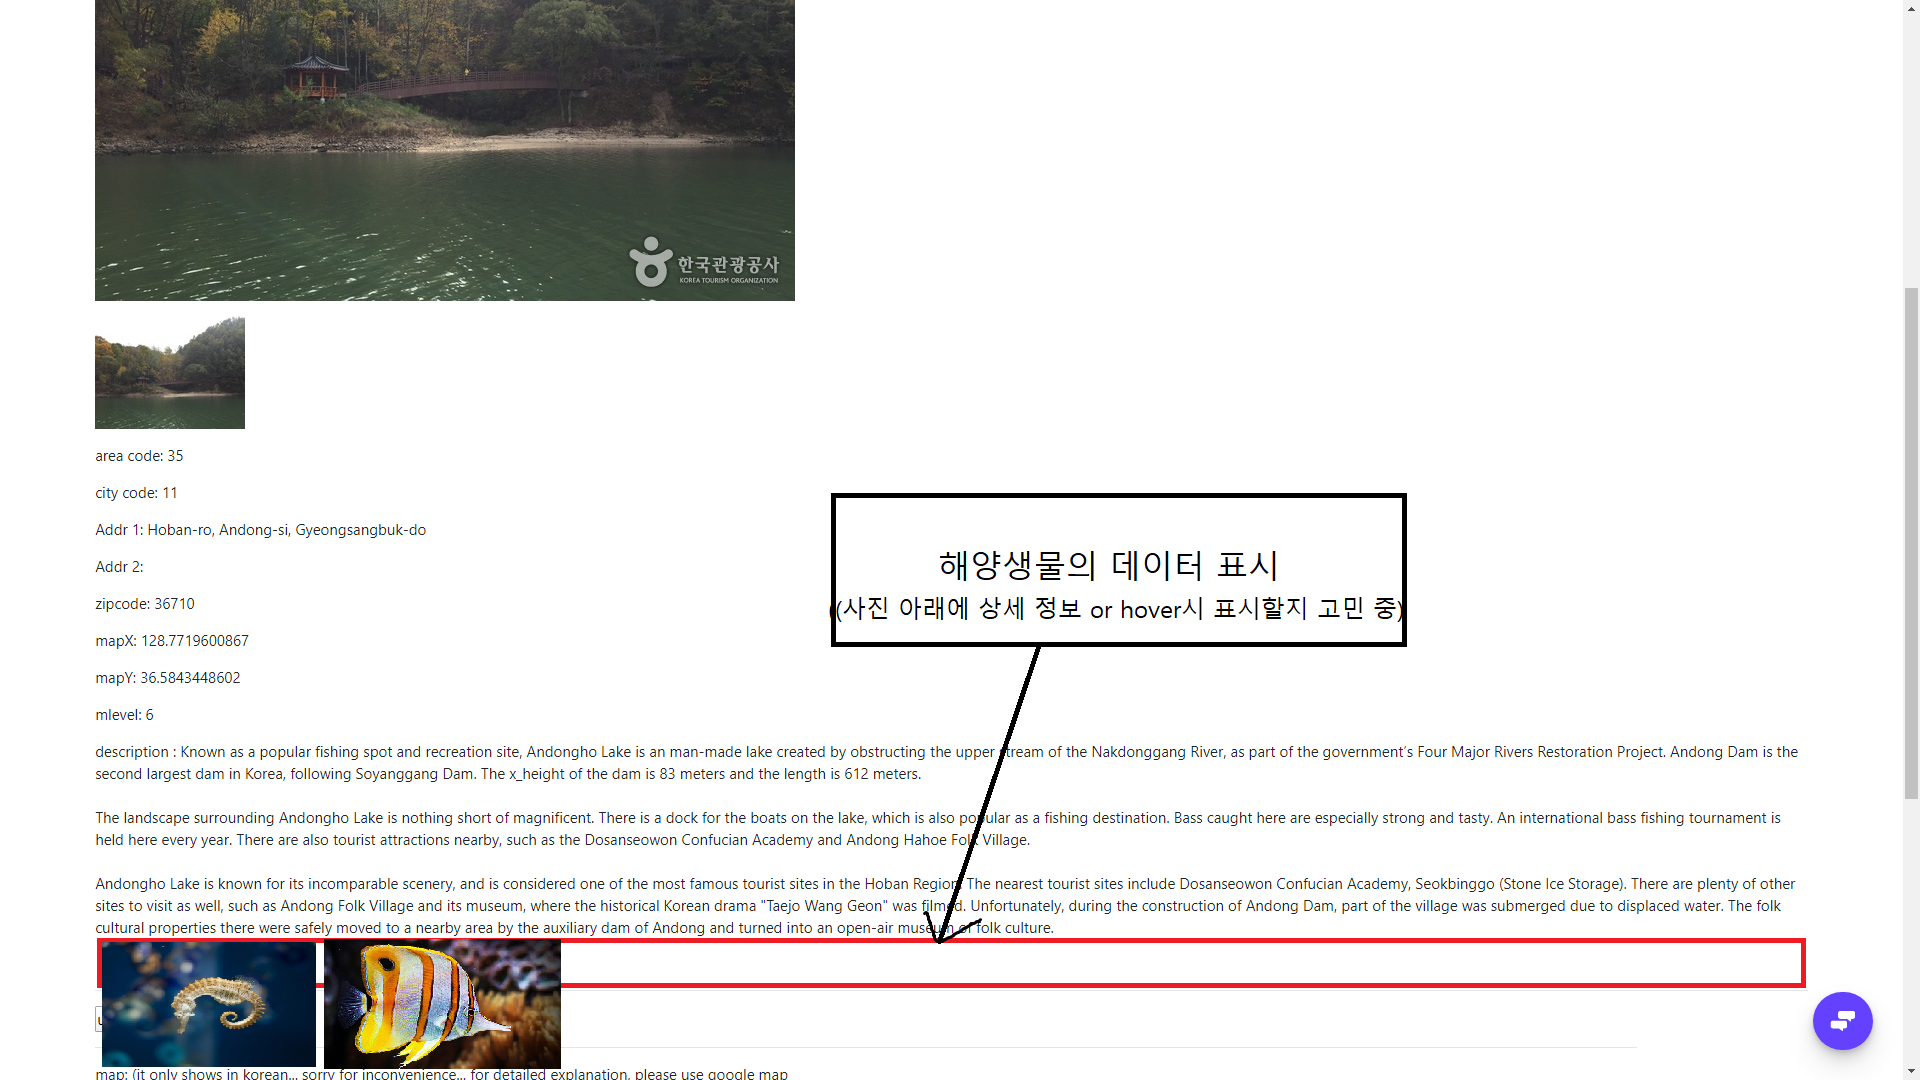 한국관광공사
KOREA TOURISM ORGANIZATION
area code: 35
city code: 11
Addr 1: Hoban-ro, Andong-si, Gyeongsangbuk-do
Addr 2:
zipcode: 36710
mapX: 128.7719600867
mapY: 36.5843448602
mlevel: 6
해양생물의 데이터 표시
(사진 아래에 상세 정보 or hover시 표시할지 고민 중)
description : Known as a popular fishing spot and recreation site, Andongho Lake is an man-made lake created by obstructing the upper stream of the Nakdonggang River, as part of the government’s Four Major Rivers Restoration Project. Andong Dam is the
second largest dam in Korea, following Soyanggang Dam. The x_height of the dam is 83 meters and the length is 612 meters.
The landscape surrounding Andongho Lake is nothing short of magnificent. There is a dock for the boats on the lake, which is also popular as a fishing destination. Bass caught here are especially strong and tasty. An international bass fishing tournament is
held here every year. There are also tourist attractions nearby, such as the Dosanseowon Confucian Academy and Andong Hahoe Folk Village.
Andongho Lake is known for its incomparable scenery, and is considered one of the most famous tourist sites in the Hoban Region. The nearest tourist sites include Dosanseowon Confucian Academy, Seokbinggo (Stone Ice Storage). There are plenty of other
sites to visit as well, such as Andong Folk Village and its museum, where the historical Korean drama "Taejo Wang Geon" was filmed. Unfortunately, during the construction of Andong Dam, part of the village was submerged due to displaced water. The folk
cultural properties there were safely moved to a nearby area by the auxiliary dam of Andong and turned into an open-air museum of folk culture.
map: (it only shows in korean... sorry for inconvenience... for detailed explanation, please use google map